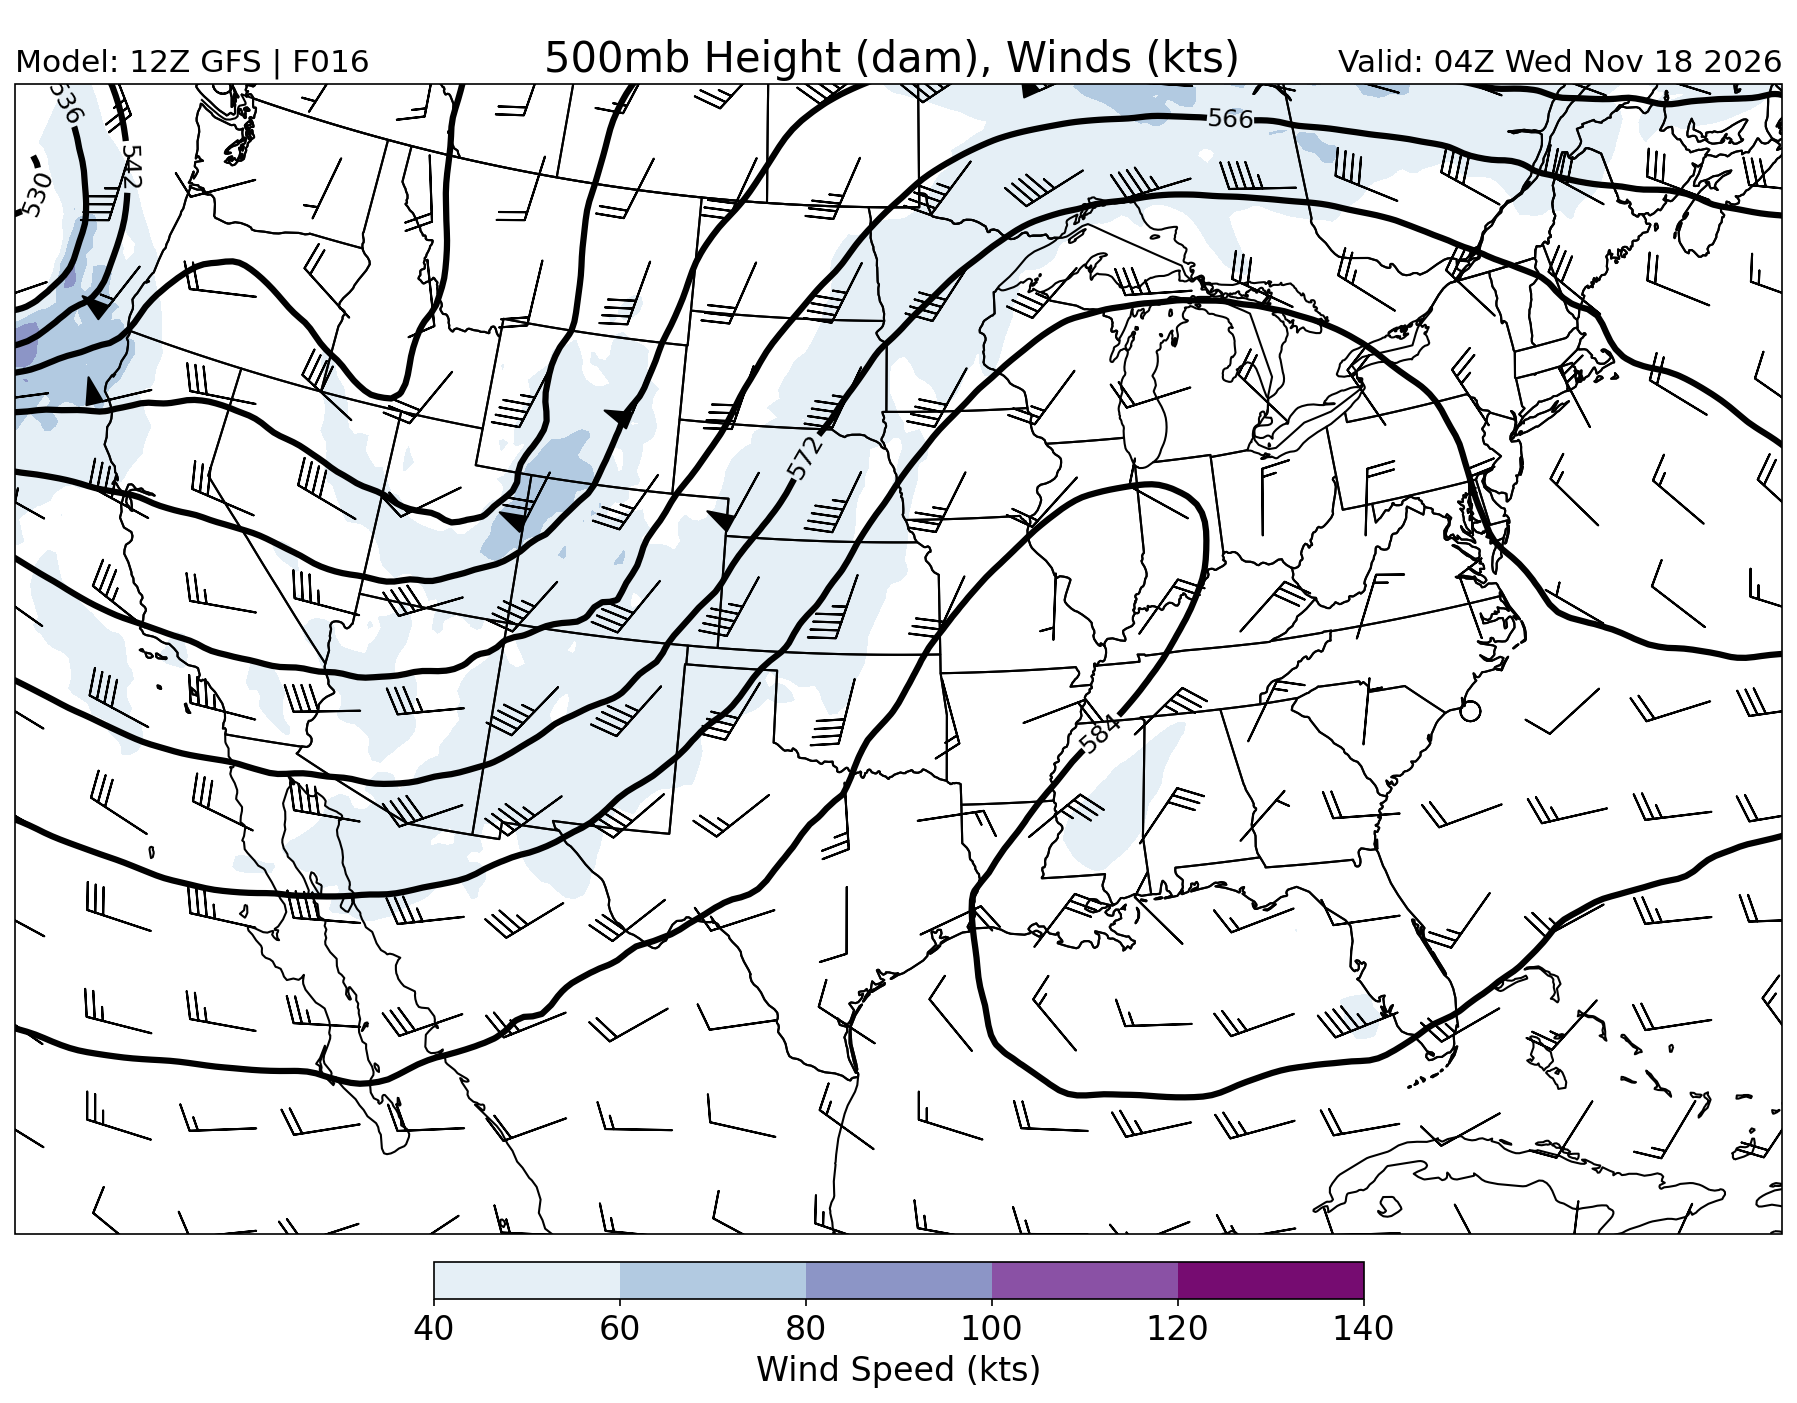 Model: 12Z GFS | F016
500mb Height (dam), Winds (kts)
Valid: 04Z Wed Nov 18 2026
536
542
530
566
572
584
40 60 80 100 120 140
Wind Speed (kts)